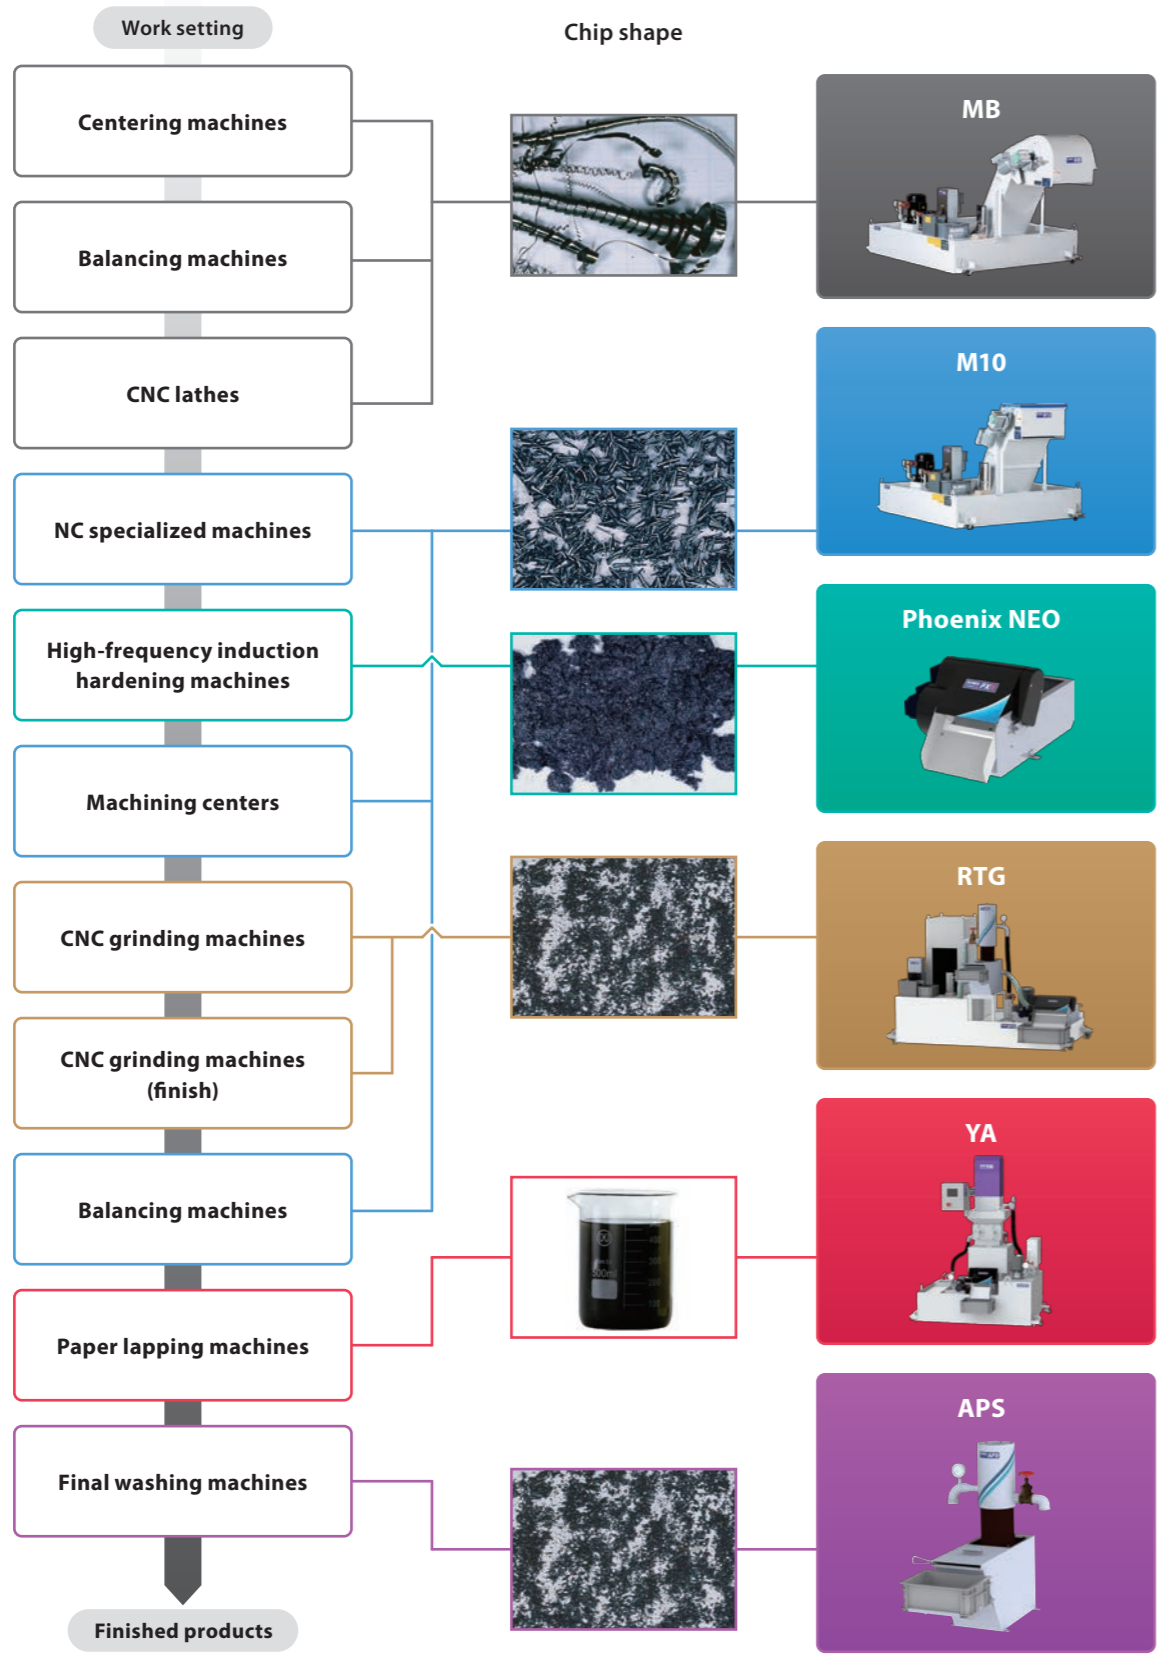 Work setting
Chip shape
Centering machines
MB
Balancing machines
CNC lathes
M10
NC specialized machines
High-frequency induction
hardening machines
Phoenix NEO
Machining centers
CNC grinding machines
RTG
CNC grinding machines
(finish)
YA
Balancing machines
Paper lapping machines
APS
Final washing machines
Finished products